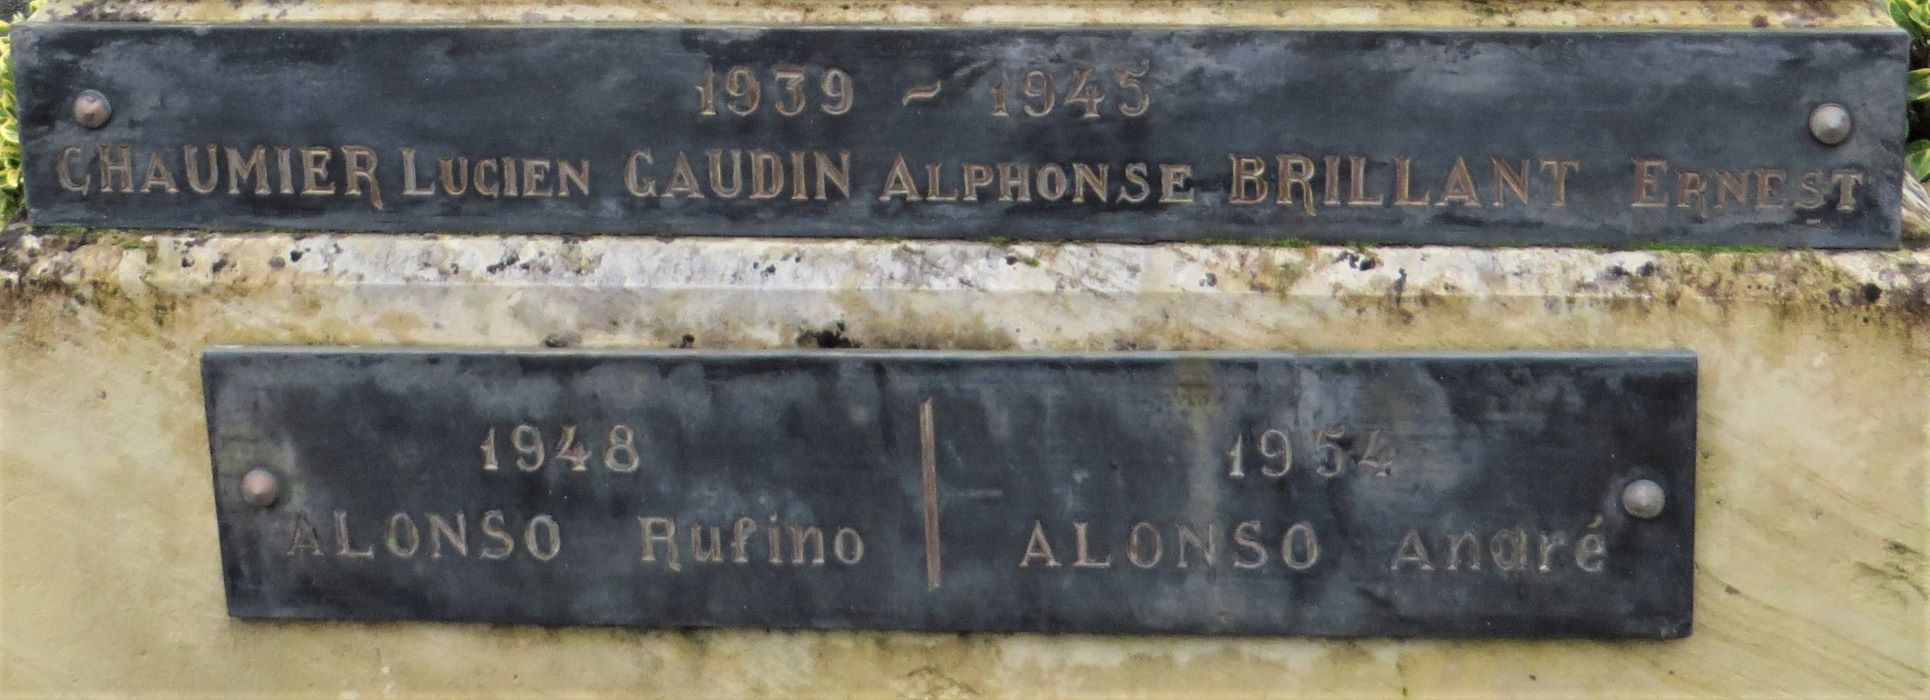 1939 - 1945
CHAUMIER LUCIEN GAUDIN ALPHONSE BRILLANT ERNEST
1948
ALONSO Rufino
1954
ALONSO André